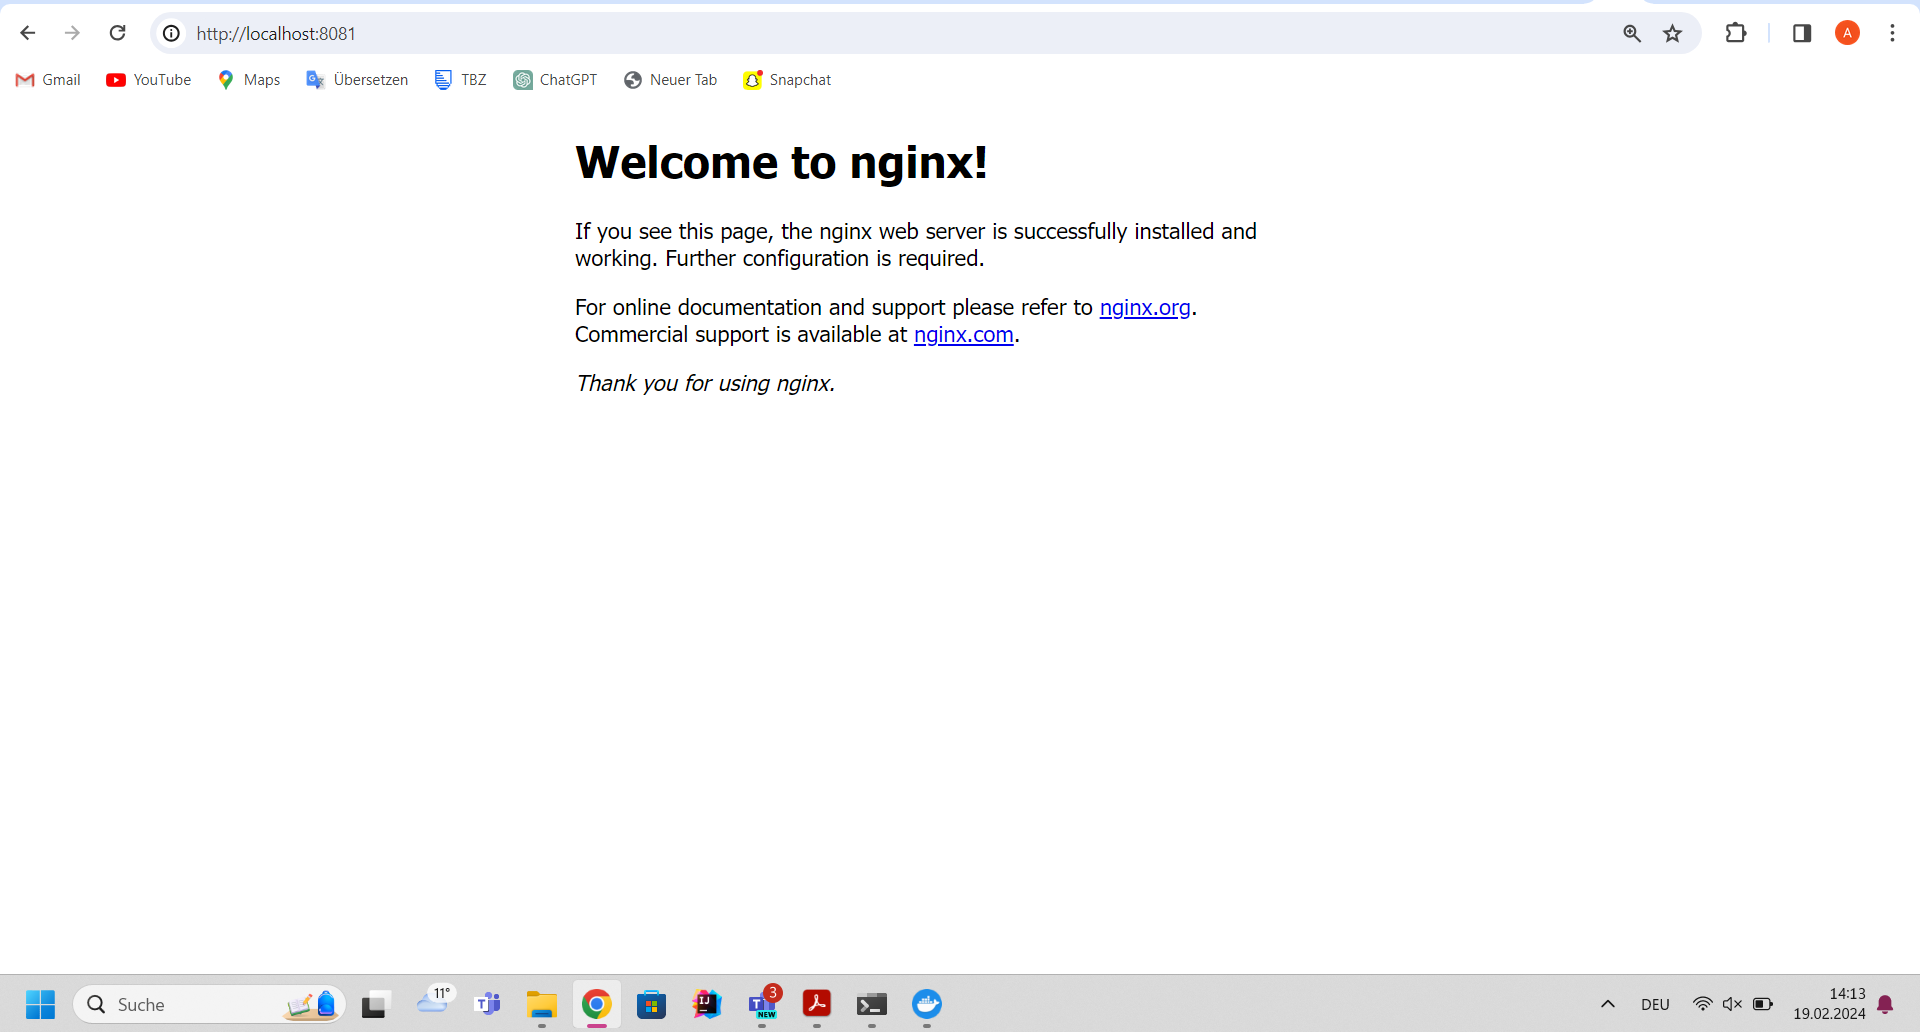 http://localhost:8081
A
Gmail YouTube Maps Übersetzen TBZ ChatGPT Neuer Tab Snapchat
Welcome to nginx!
If you see this page, the nginx web server is successfully installed and
working. Further configuration is required.
For online documentation and support please refer to nginx.org.
Commercial support is available at nginx.com.
Thank you for using nginx.
Suche
11°
T
IJ
T
3
NEW
DEU
14:13
19.02.2024